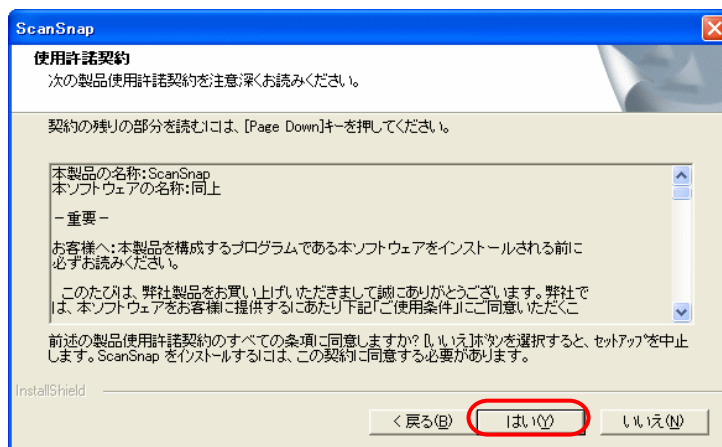 ScanSnap
使用許諾契約
次の製品使用許諾契約を注意深くお読みください。
契約の残りの部分を読むには、[Page Down]キーを押してください。
本製品の名称:ScanSnap
本ソフトウェアの名称:同上
－重要－
お客様へ:本製品を構成するプログラムである本ソフトウェアをインストールされる前に
必ずお読みください。
このたびは、弊社製品をお買い上げいただきまして誠にありがとうございます。弊社で
は、本ソフトウェアをお客様に提供するにあたり下記「ご使用条件」にご同意いただくこ
前述の製品使用許諾契約のすべての条項に同意しますか? [いいえ]ボタンを選択すると、セットアップを中止
します。ScanSnap をインストールするには、この契約に同意する必要があります。
InstallShield
< 戻る(B) はい(Y) いいえ(N)